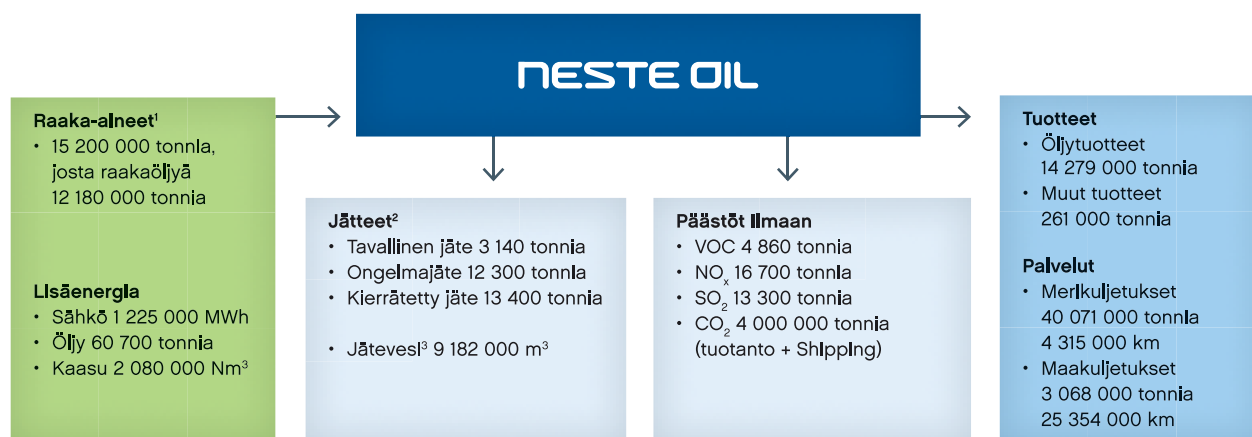 NESTE OIL
Raaka-aineet¹
• 15 200 000 tonnia,
josta raakaöljyä
12 180 000 tonnia
Lisäenergia
• Sähkö 1 225 000 MWh
• Öljy 60 700 tonnia
• Kaasu 2 080 000 Nm³
Jätteet²
• Tavallinen jäte 3 140 tonnia
• Ongelmajäte 12 300 tonnia
• Kierrätetty jäte 13 400 tonnia
• Jätevesi³ 9 182 000 m³
Päästöt ilmaan
• VOC 4 860 tonnia
• NOₓ 16 700 tonnia
• SO₂ 13 300 tonnia
• CO₂ 4 000 000 tonnia
(tuotanto + Shipping)
Tuotteet
• Öljytuotteet
14 279 000 tonnia
• Muut tuotteet
261 000 tonnia
Palvelut
• Merikuljetukset
40 071 000 tonnia
4 315 000 km
• Maakuljetukset
3 068 000 tonnia
25 354 000 km